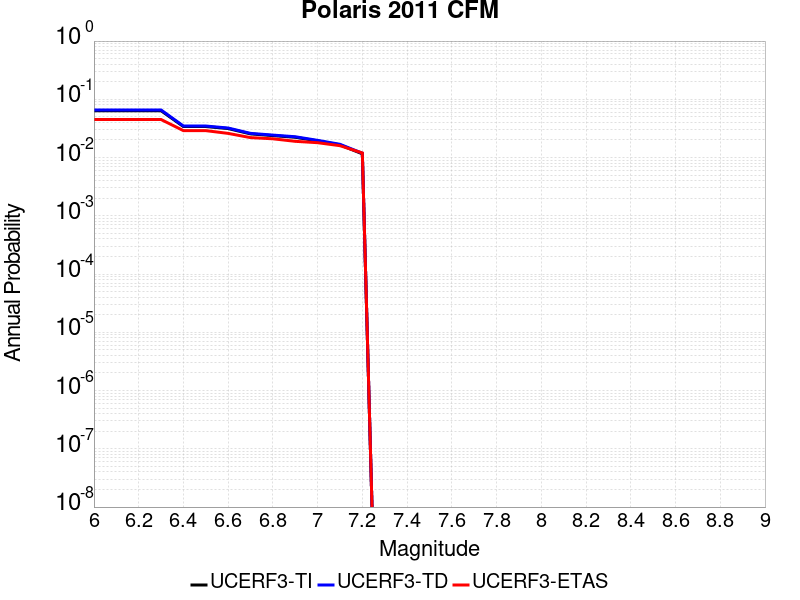 Polaris 2011 CFM
10^0
10^-1
10^-2
10^-3
10^-4
10^-5
10^-6
10^-7
10^-8
Annual Probability
6 6.2 6.4 6.6 6.8 7 7.2 7.4 7.6 7.8 8 8.2 8.4 8.6 8.8 9
Magnitude
UCERF3-TI UCERF3-TD UCERF3-ETAS